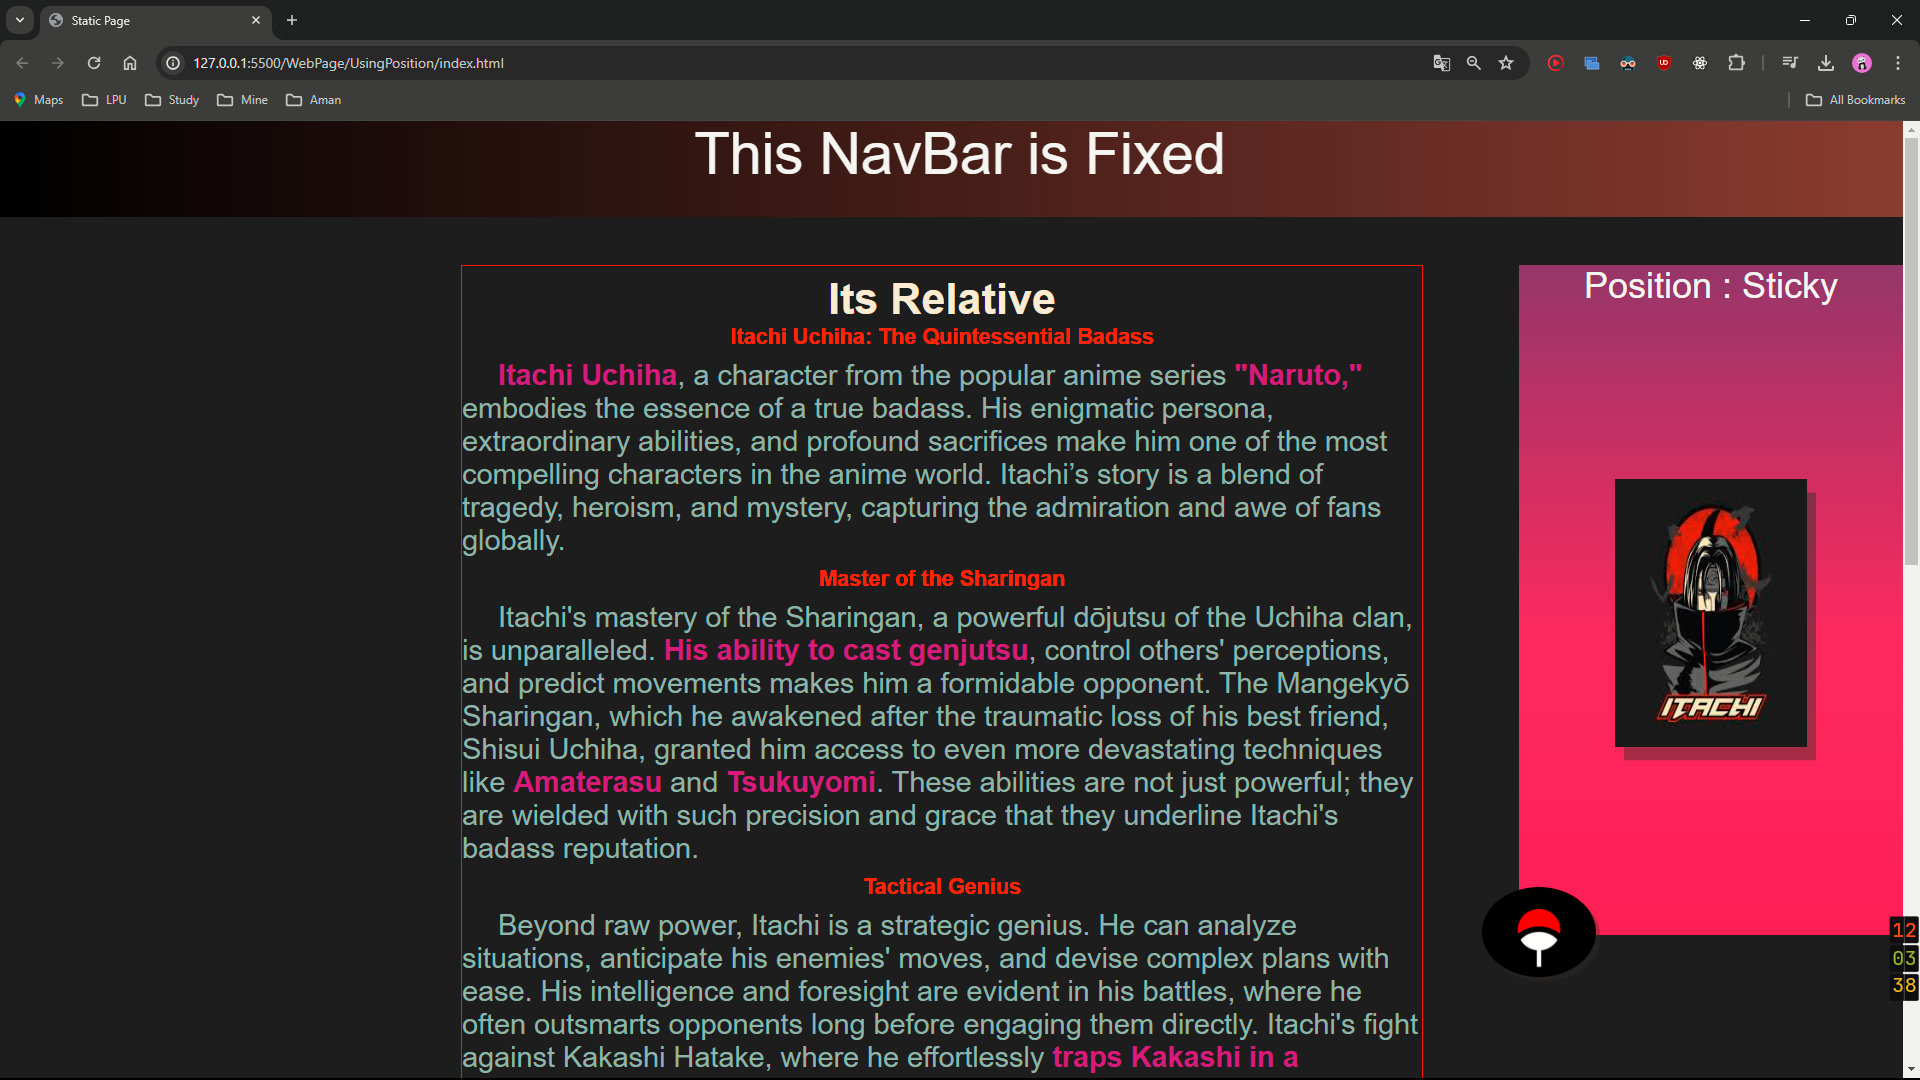 Static Page
127.0.0.1:5500/WebPage/UsingPosition/index.html
Maps
LPU
Study
Mine
Aman
All Bookmarks
This NavBar is Fixed
Its Relative
Itachi Uchiha: The Quintessential Badass
Itachi Uchiha, a character from the popular anime series "Naruto,"
embodies the essence of a true badass. His enigmatic persona,
extraordinary abilities, and profound sacrifices make him one of the most
compelling characters in the anime world. Itachi’s story is a blend of
tragedy, heroism, and mystery, capturing the admiration and awe of fans
globally.
Master of the Sharingan
Itachi's mastery of the Sharingan, a powerful dōjutsu of the Uchiha clan,
is unparalleled. His ability to cast genjutsu, control others' perceptions,
and predict movements makes him a formidable opponent. The Mangekyō
Sharingan, which he awakened after the traumatic loss of his best friend,
Shisui Uchiha, granted him access to even more devastating techniques
like Amaterasu and Tsukuyomi. These abilities are not just powerful; they
are wielded with such precision and grace that they underline Itachi's
badass reputation.
Tactical Genius
Beyond raw power, Itachi is a strategic genius. He can analyze
situations, anticipate his enemies' moves, and devise complex plans with
ease. His intelligence and foresight are evident in his battles, where he
often outsmarts opponents long before engaging them directly. Itachi's fight
against Kakashi Hatake, where he effortlessly traps Kakashi in a
Position : Sticky
ITACHI
12
03
38